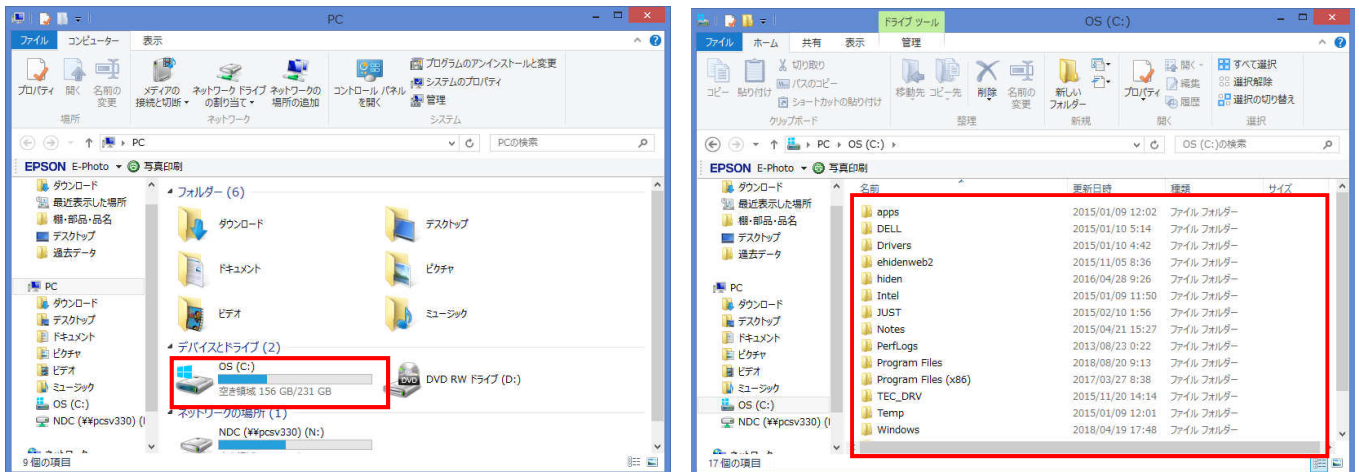 PC
ファイル コンピューター 表示
プロパティ 開く 名前の変更 メディアの接続と切断 ネットワーク ドライブの割り当て ネットワークの場所の追加 コントロール パネルを開く プログラムのアンインストールと変更
システムのプロパティ
管理
場所 ネットワーク システム
PC PCの検索
EPSON E-Photo 写真印刷
ダウンロード
最近表示した場所
棚・部品・品名
デスクトップ
過去データ
PC
ダウンロード
デスクトップ
ドキュメント
ピクチャ
ビデオ
ミュージック
OS (C:)
NDC (¥¥pcsv330) (
フォルダー (6)
ダウンロード デスクトップ
ドキュメント ピクチャ
ビデオ ミュージック
デバイスとドライブ (2)
OS (C:)
空き領域 156 GB/231 GB
DVD RW ドライブ (D:)
ネットワークの場所 (1)
NDC (¥¥pcsv330) (N:)
9 個の項目
ドライブ ツール OS (C:)
ファイル ホーム 共有 表示 管理
コピー 貼り付け 切り取り
パスのコピー
ショートカットの貼り付け
移動先 コピー先 削除 名前の変更 新しいフォルダー プロパティ 開く
編集
履歴
すべて選択
選択解除
選択の切り替え
クリップボード 整理 新規 開く 選択
PC OS (C:) OS (C:)の検索
EPSON E-Photo 写真印刷
ダウンロード
最近表示した場所
棚・部品・品名
デスクトップ
過去データ
PC
ダウンロード
デスクトップ
ドキュメント
ピクチャ
ビデオ
ミュージック
OS (C:)
NDC (¥¥pcsv330) (
名前 更新日時 種類 サイズ
apps 2015/01/09 12:02 ファイル フォルダー
DELL 2015/01/10 5:14 ファイル フォルダー
Drivers 2015/01/10 4:42 ファイル フォルダー
ehidenweb2 2015/11/05 8:36 ファイル フォルダー
hiden 2016/04/28 9:26 ファイル フォルダー
Intel 2015/01/09 11:50 ファイル フォルダー
JUST 2015/02/10 1:56 ファイル フォルダー
Notes 2015/04/21 15:27 ファイル フォルダー
PerfLogs 2013/08/23 0:22 ファイル フォルダー
Program Files 2018/08/20 9:13 ファイル フォルダー
Program Files (x86) 2017/03/27 8:38 ファイル フォルダー
TEC_DRV 2015/11/20 14:14 ファイル フォルダー
Temp 2015/01/09 12:01 ファイル フォルダー
Windows 2018/04/19 17:48 ファイル フォルダー
17 個の項目